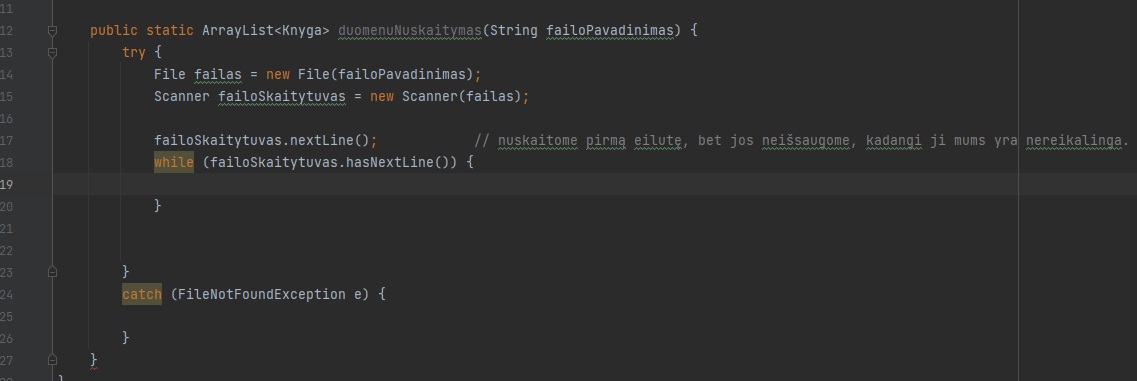 11
12 public static ArrayList<Knyga> duomenuNuskaitymas(String failoPavadinimas) {
13 try {
14 File failas = new File(failoPavadinimas);
15 Scanner failoSkaitytuvas = new Scanner(failas);
16
17 failoSkaitytuvas.nextLine(); // nuskaitome pirmą eilutę, bet jos neišsaugome, kadangi ji mums yra nereikalinga.
18 while (failoSkaitytuvas.hasNextLine()) {
19
20 }
21
22
23 }
24 catch (FileNotFoundException e) {
25
26 }
27 }